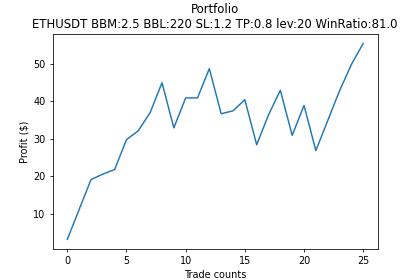 Portfolio
ETHUSDT BBM:2.5 BBL:220 SL:1.2 TP:0.8 lev:20 WinRatio:81.0
50
40
30
20
10
Profit ($)
0 5 10 15 20 25
Trade counts